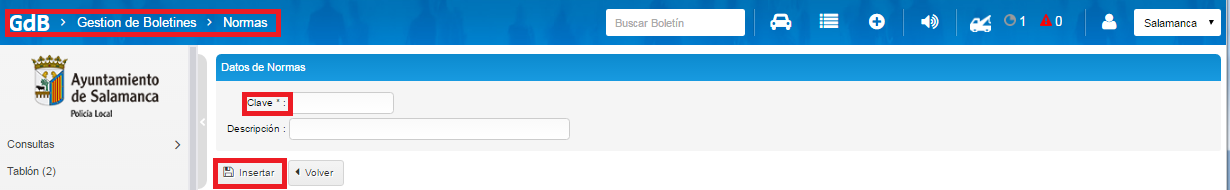 GdB > Gestion de Boletines > Normas
Buscar Boletín
1
0
Salamanca
Ayuntamiento
de Salamanca
Policía Local
Consultas
Tablón (2)
Datos de Normas
Clave * :
Descripción :
Insertar
Volver